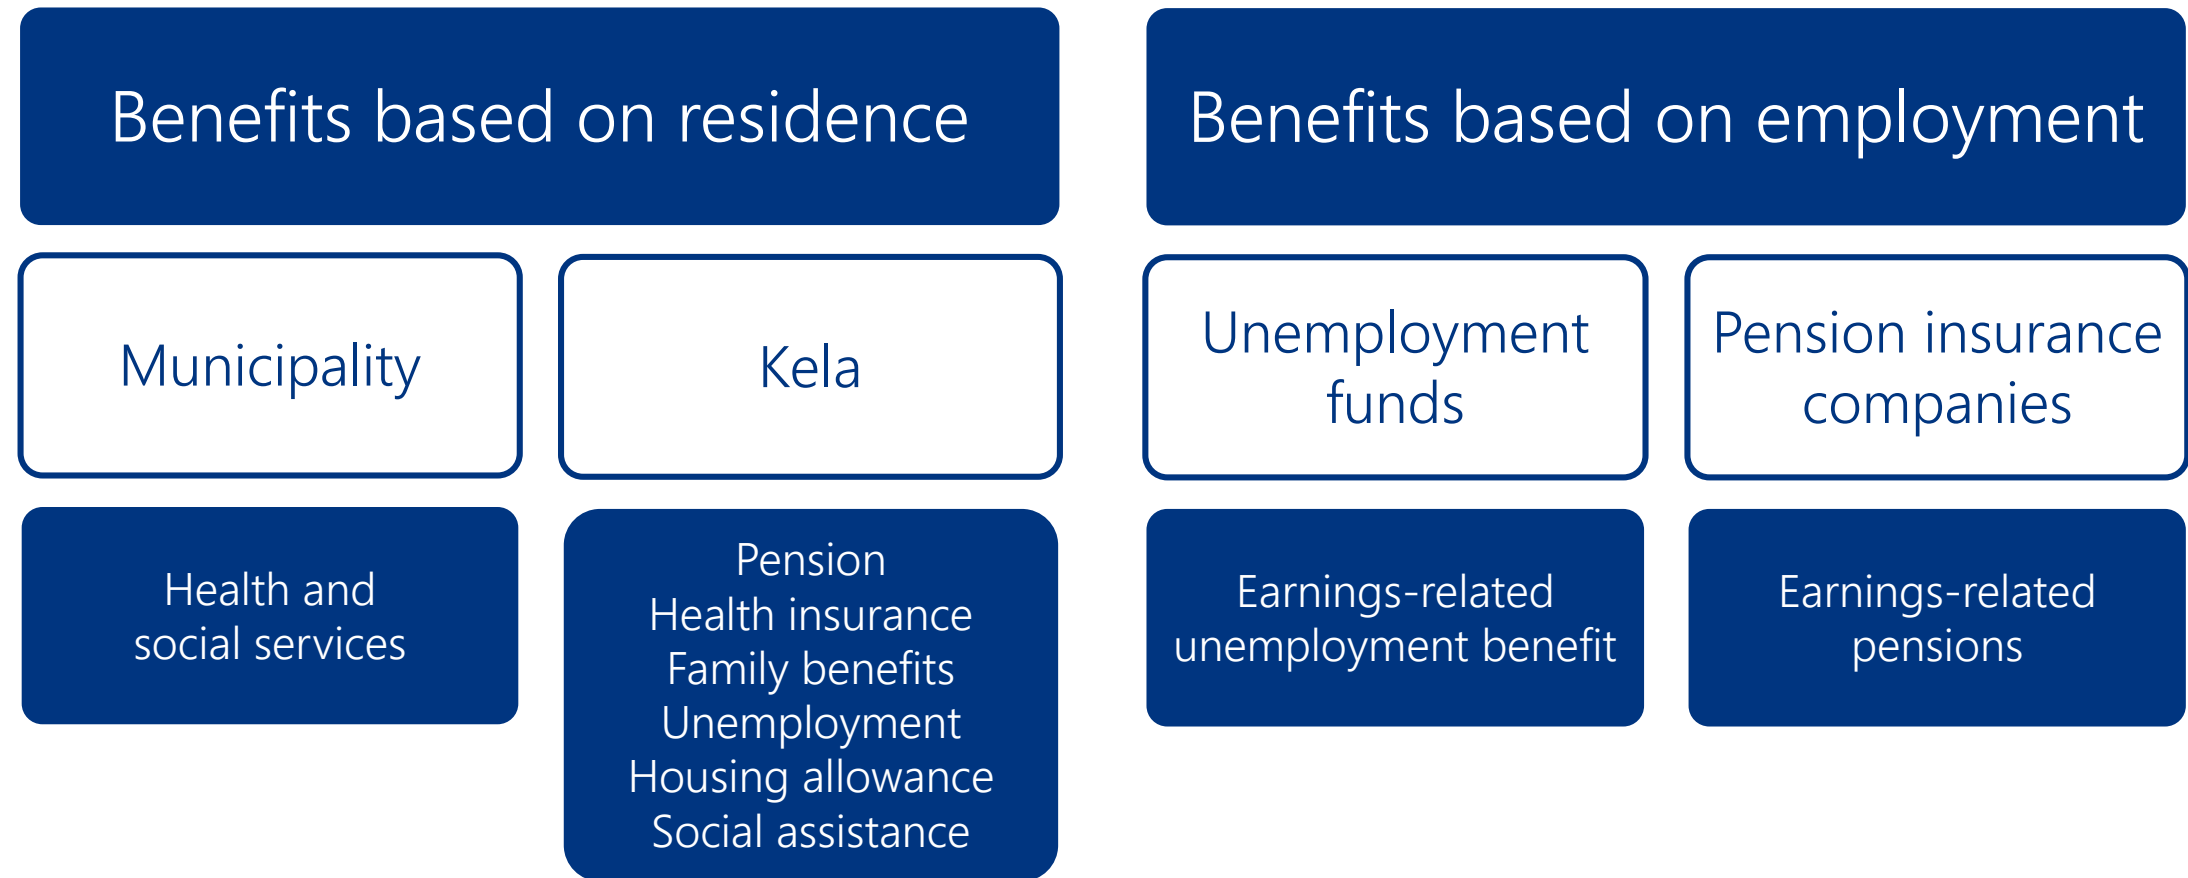 Benefits based on residence
Benefits based on employment
Municipality
Kela
Unemployment
funds
Pension insurance
companies
Health and
social services
Pension
Health insurance
Family benefits
Unemployment
Housing allowance
Social assistance
Earnings-related
unemployment benefit
Earnings-related
pensions